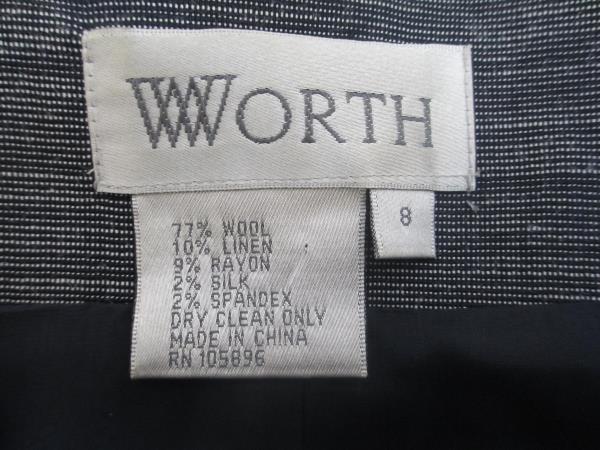 WORTH
8
77% WOOL
10% LINEN
9% RAYON
2% SILK
2% SPANDEX
DRY CLEAN ONLY
MADE IN CHINA
RN 105896